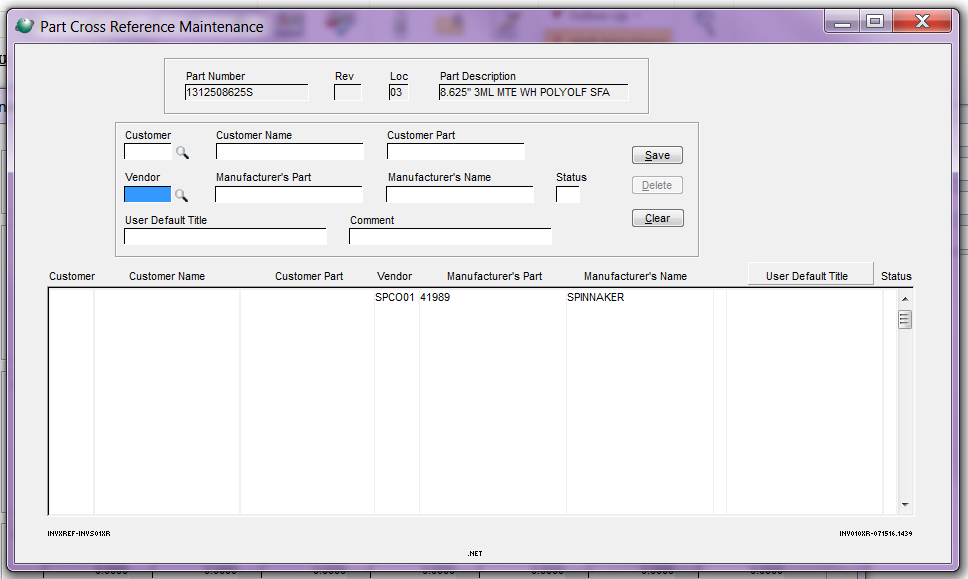 Part Cross Reference Maintenance
Part Number Rev Loc Part Description
1312508625S 03 8.625" 3ML MTE WH POLYOLF SFA
Customer Customer Name Customer Part
Save
Vendor Manufacturer's Part Manufacturer's Name Status
Delete
User Default Title Comment
Clear
Customer Customer Name Customer Part Vendor Manufacturer's Part Manufacturer's Name User Default Title Status
SPCO01 41989 SPINNAKER
INVXREF-INVS01XR INV010XR-071516.1439
.NET